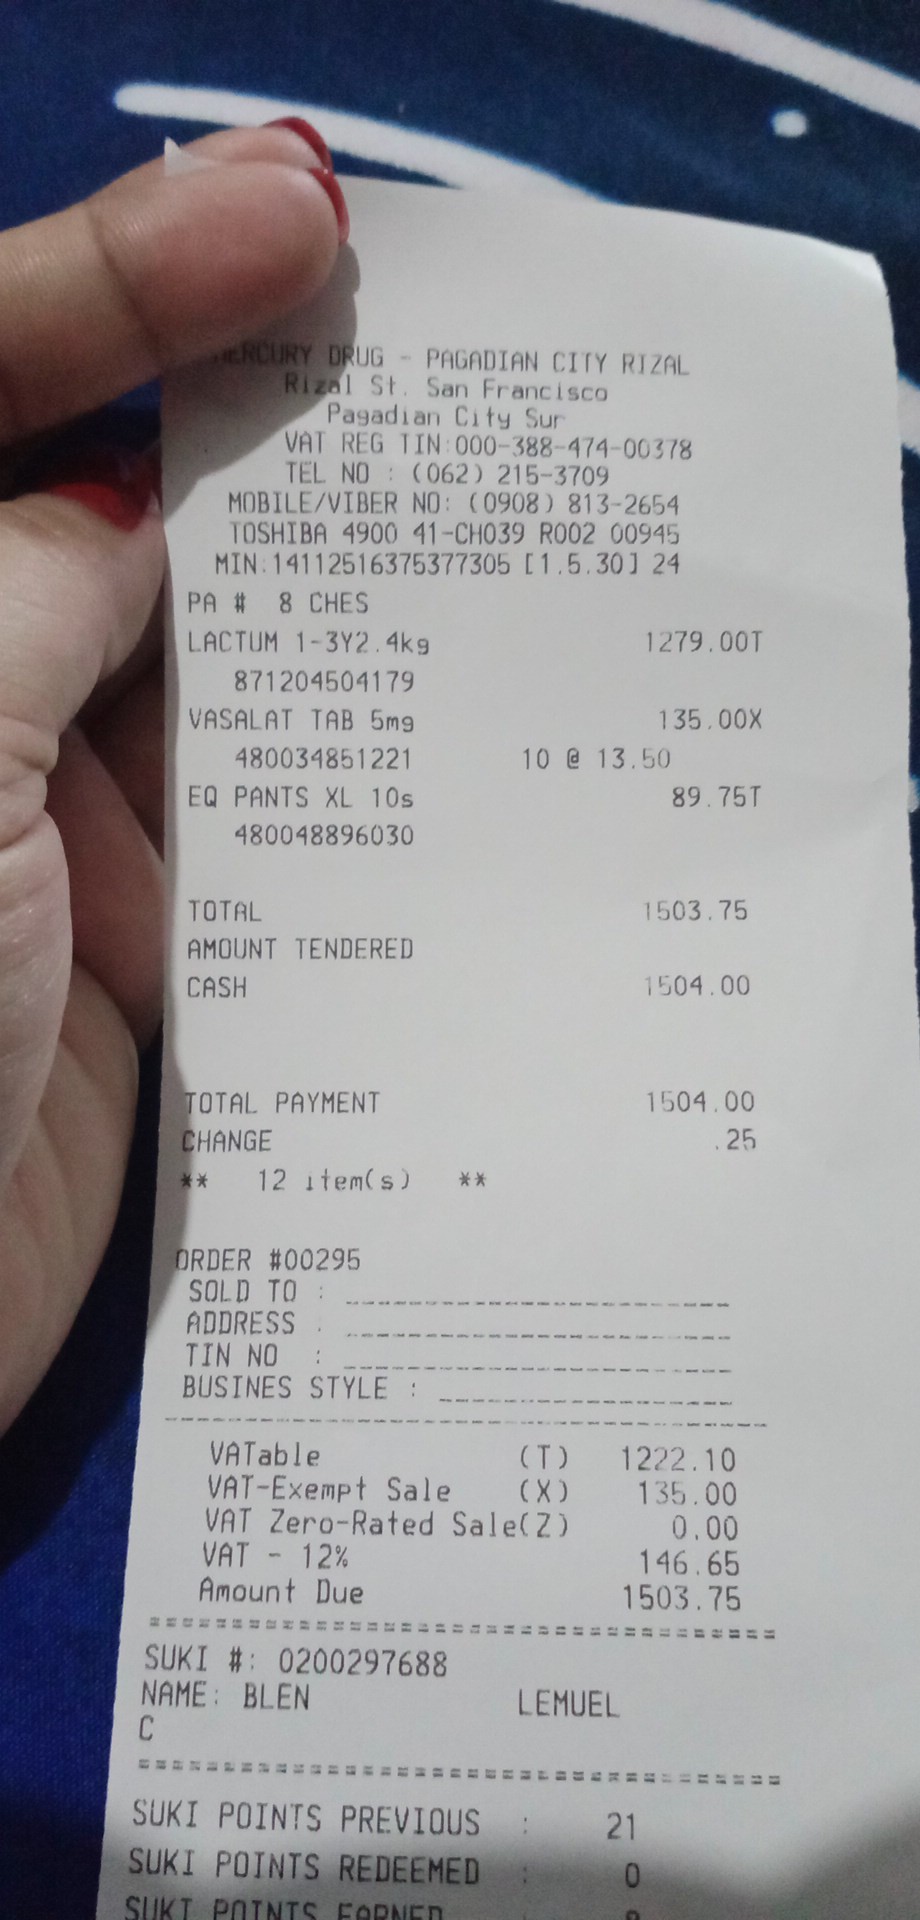 MERCURY DRUG - PAGADIAN CITY RIZAL
Rizal St. San Francisco
Pagadian City Sur
VAT REG TIN:000-388-474-00378
TEL NO : (062) 215-3709
MOBILE/VIBER NO: (0908) 813-2654
TOSHIBA 4900 41-CH039 R002 00945
MIN:14112516375377305 [1.5.30] 24
PA # 8 CHES
LACTUM 1-3Y2.4kg 1279.00T
871204504179
VASALAT TAB 5mg 135.00X
480034851221 10 @ 13.50
EQ PANTS XL 10s 89.75T
480048896030
TOTAL 1503.75
AMOUNT TENDERED
CASH 1504.00
TOTAL PAYMENT 1504.00
CHANGE .25
** 12 item(s) **
ORDER #00295
SOLD TO :
ADDRESS :
TIN NO :
BUSINES STYLE :
VATable (T) 1222.10
VAT-Exempt Sale (X) 135.00
VAT Zero-Rated Sale(Z) 0.00
VAT - 12% 146.65
Amount Due 1503.75
SUKI #: 0200297688
NAME: BLEN LEMUEL
C
SUKI POINTS PREVIOUS : 21
SUKI POINTS REDEEMED : 0
SUKI POINTS EARNED